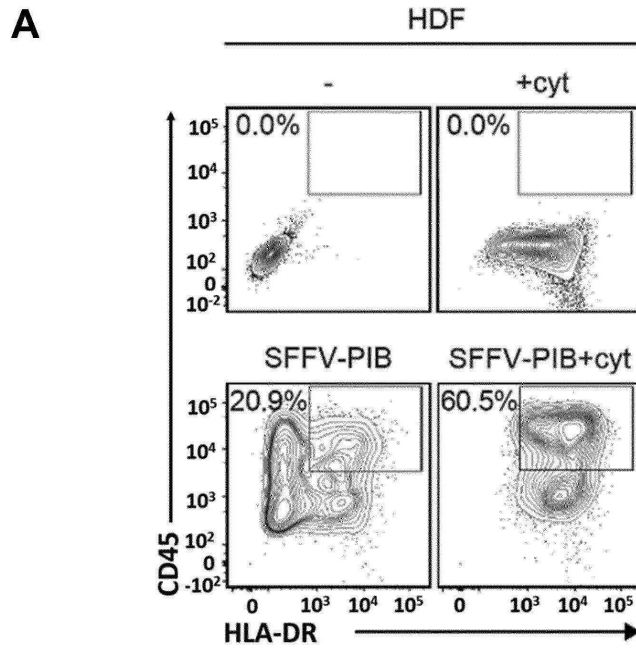 A
HDF
- +cyt
0.0% 0.0%
10⁵
10⁴
10³
10²
0
10⁻²
SFFV-PIB SFFV-PIB+cyt
20.9% 60.5%
10⁵
10⁴
10³
10²
0
-10²
CD45
0 10³ 10⁴ 10⁵ 0 10³ 10⁴ 10⁵
HLA-DR